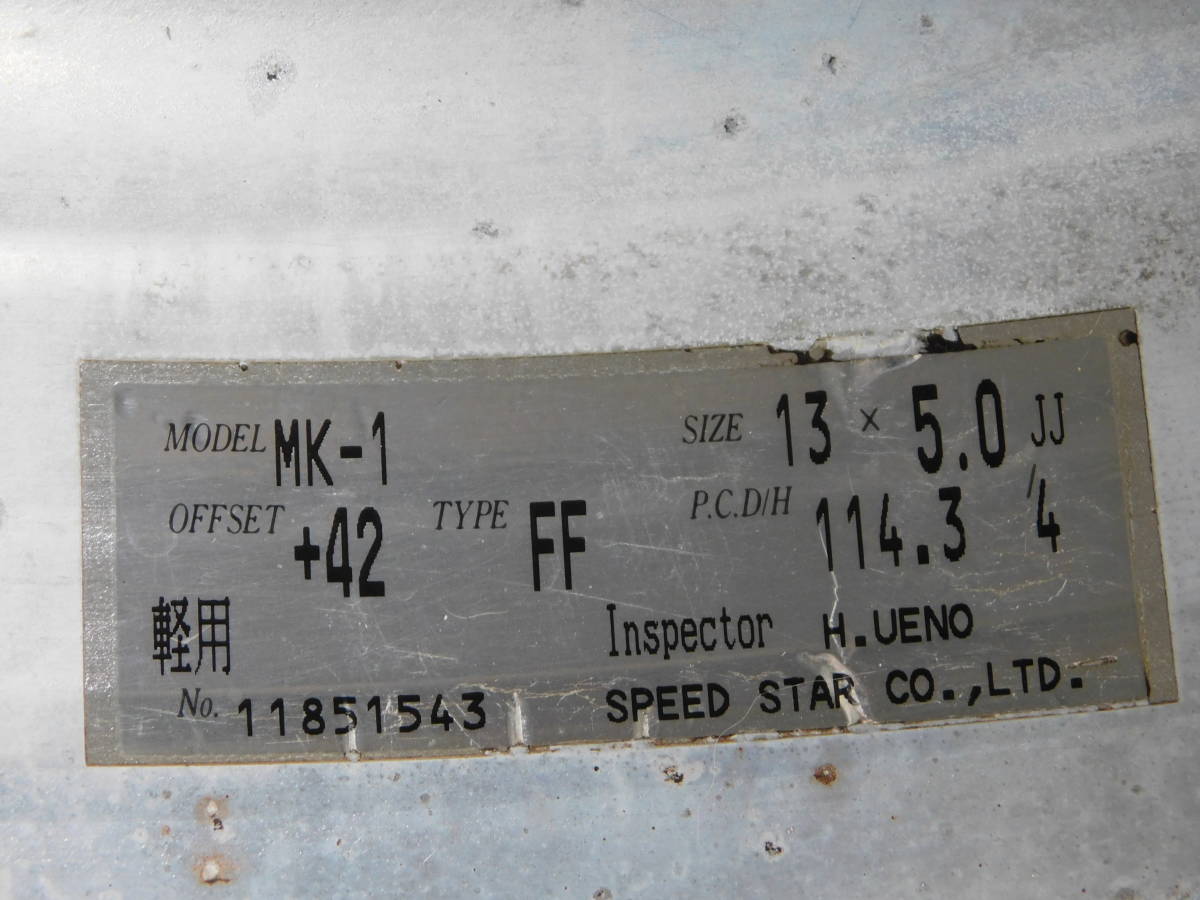 MODEL MK-1 SIZE 13 × 5.0 JJ
OFFSET +42 TYPE FF P.C.D/H 114.3 /4
軽用 Inspector H.UENO
No. 11851543 SPEED STAR CO.,LTD.